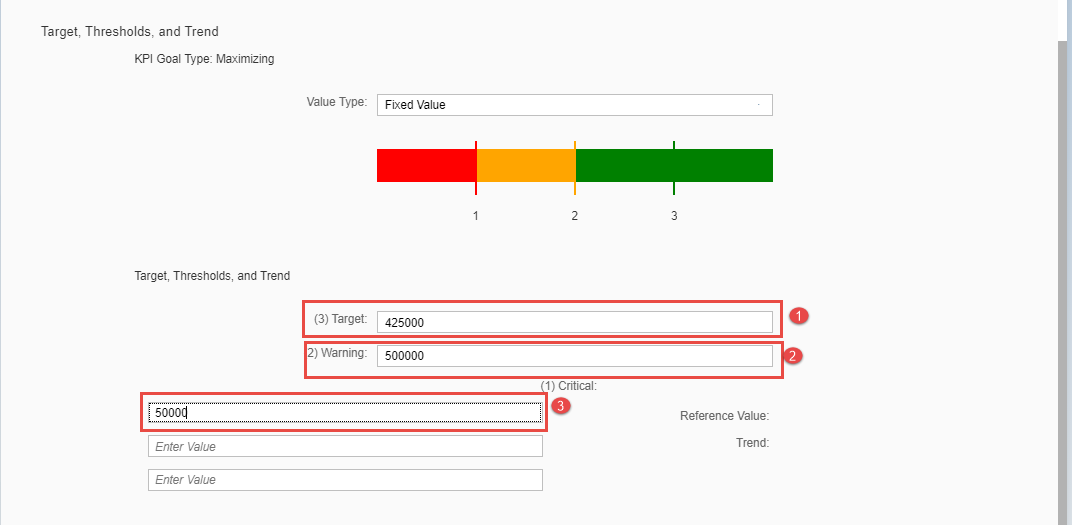 Target, Thresholds, and Trend
KPI Goal Type: Maximizing
Value Type: Fixed Value
1 2 3
Target, Thresholds, and Trend
(3) Target: 425000 1
2) Warning: 500000 2
(1) Critical:
50000 3
Reference Value:
Enter Value Trend:
Enter Value